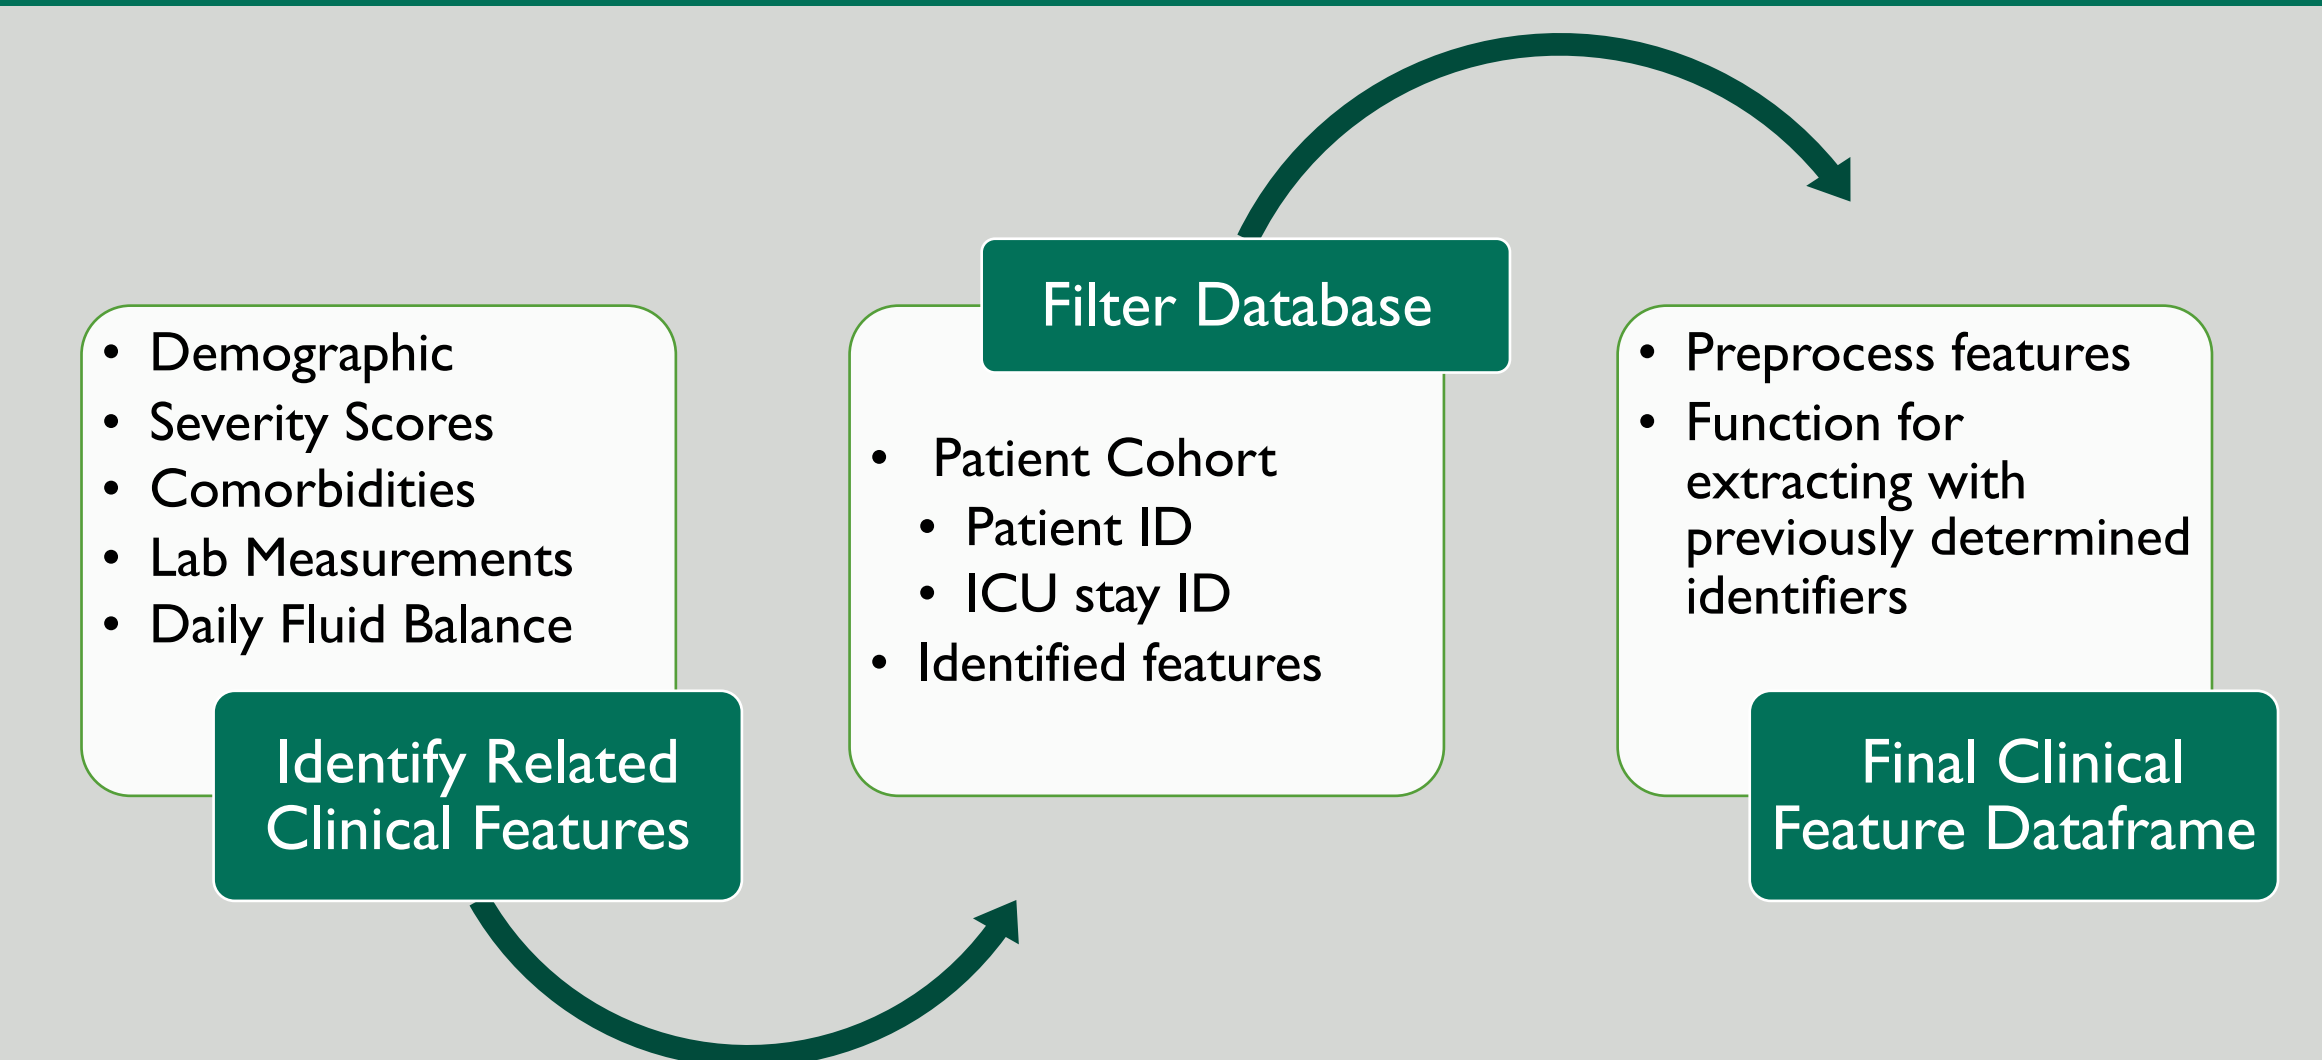 • Demographic
• Severity Scores
• Comorbidities
• Lab Measurements
• Daily Fluid Balance
Identify Related
Clinical Features
Filter Database
• Patient Cohort
• Patient ID
• ICU stay ID
• Identified features
• Preprocess features
• Function for
extracting with
previously determined
identifiers
Final Clinical
Feature Dataframe